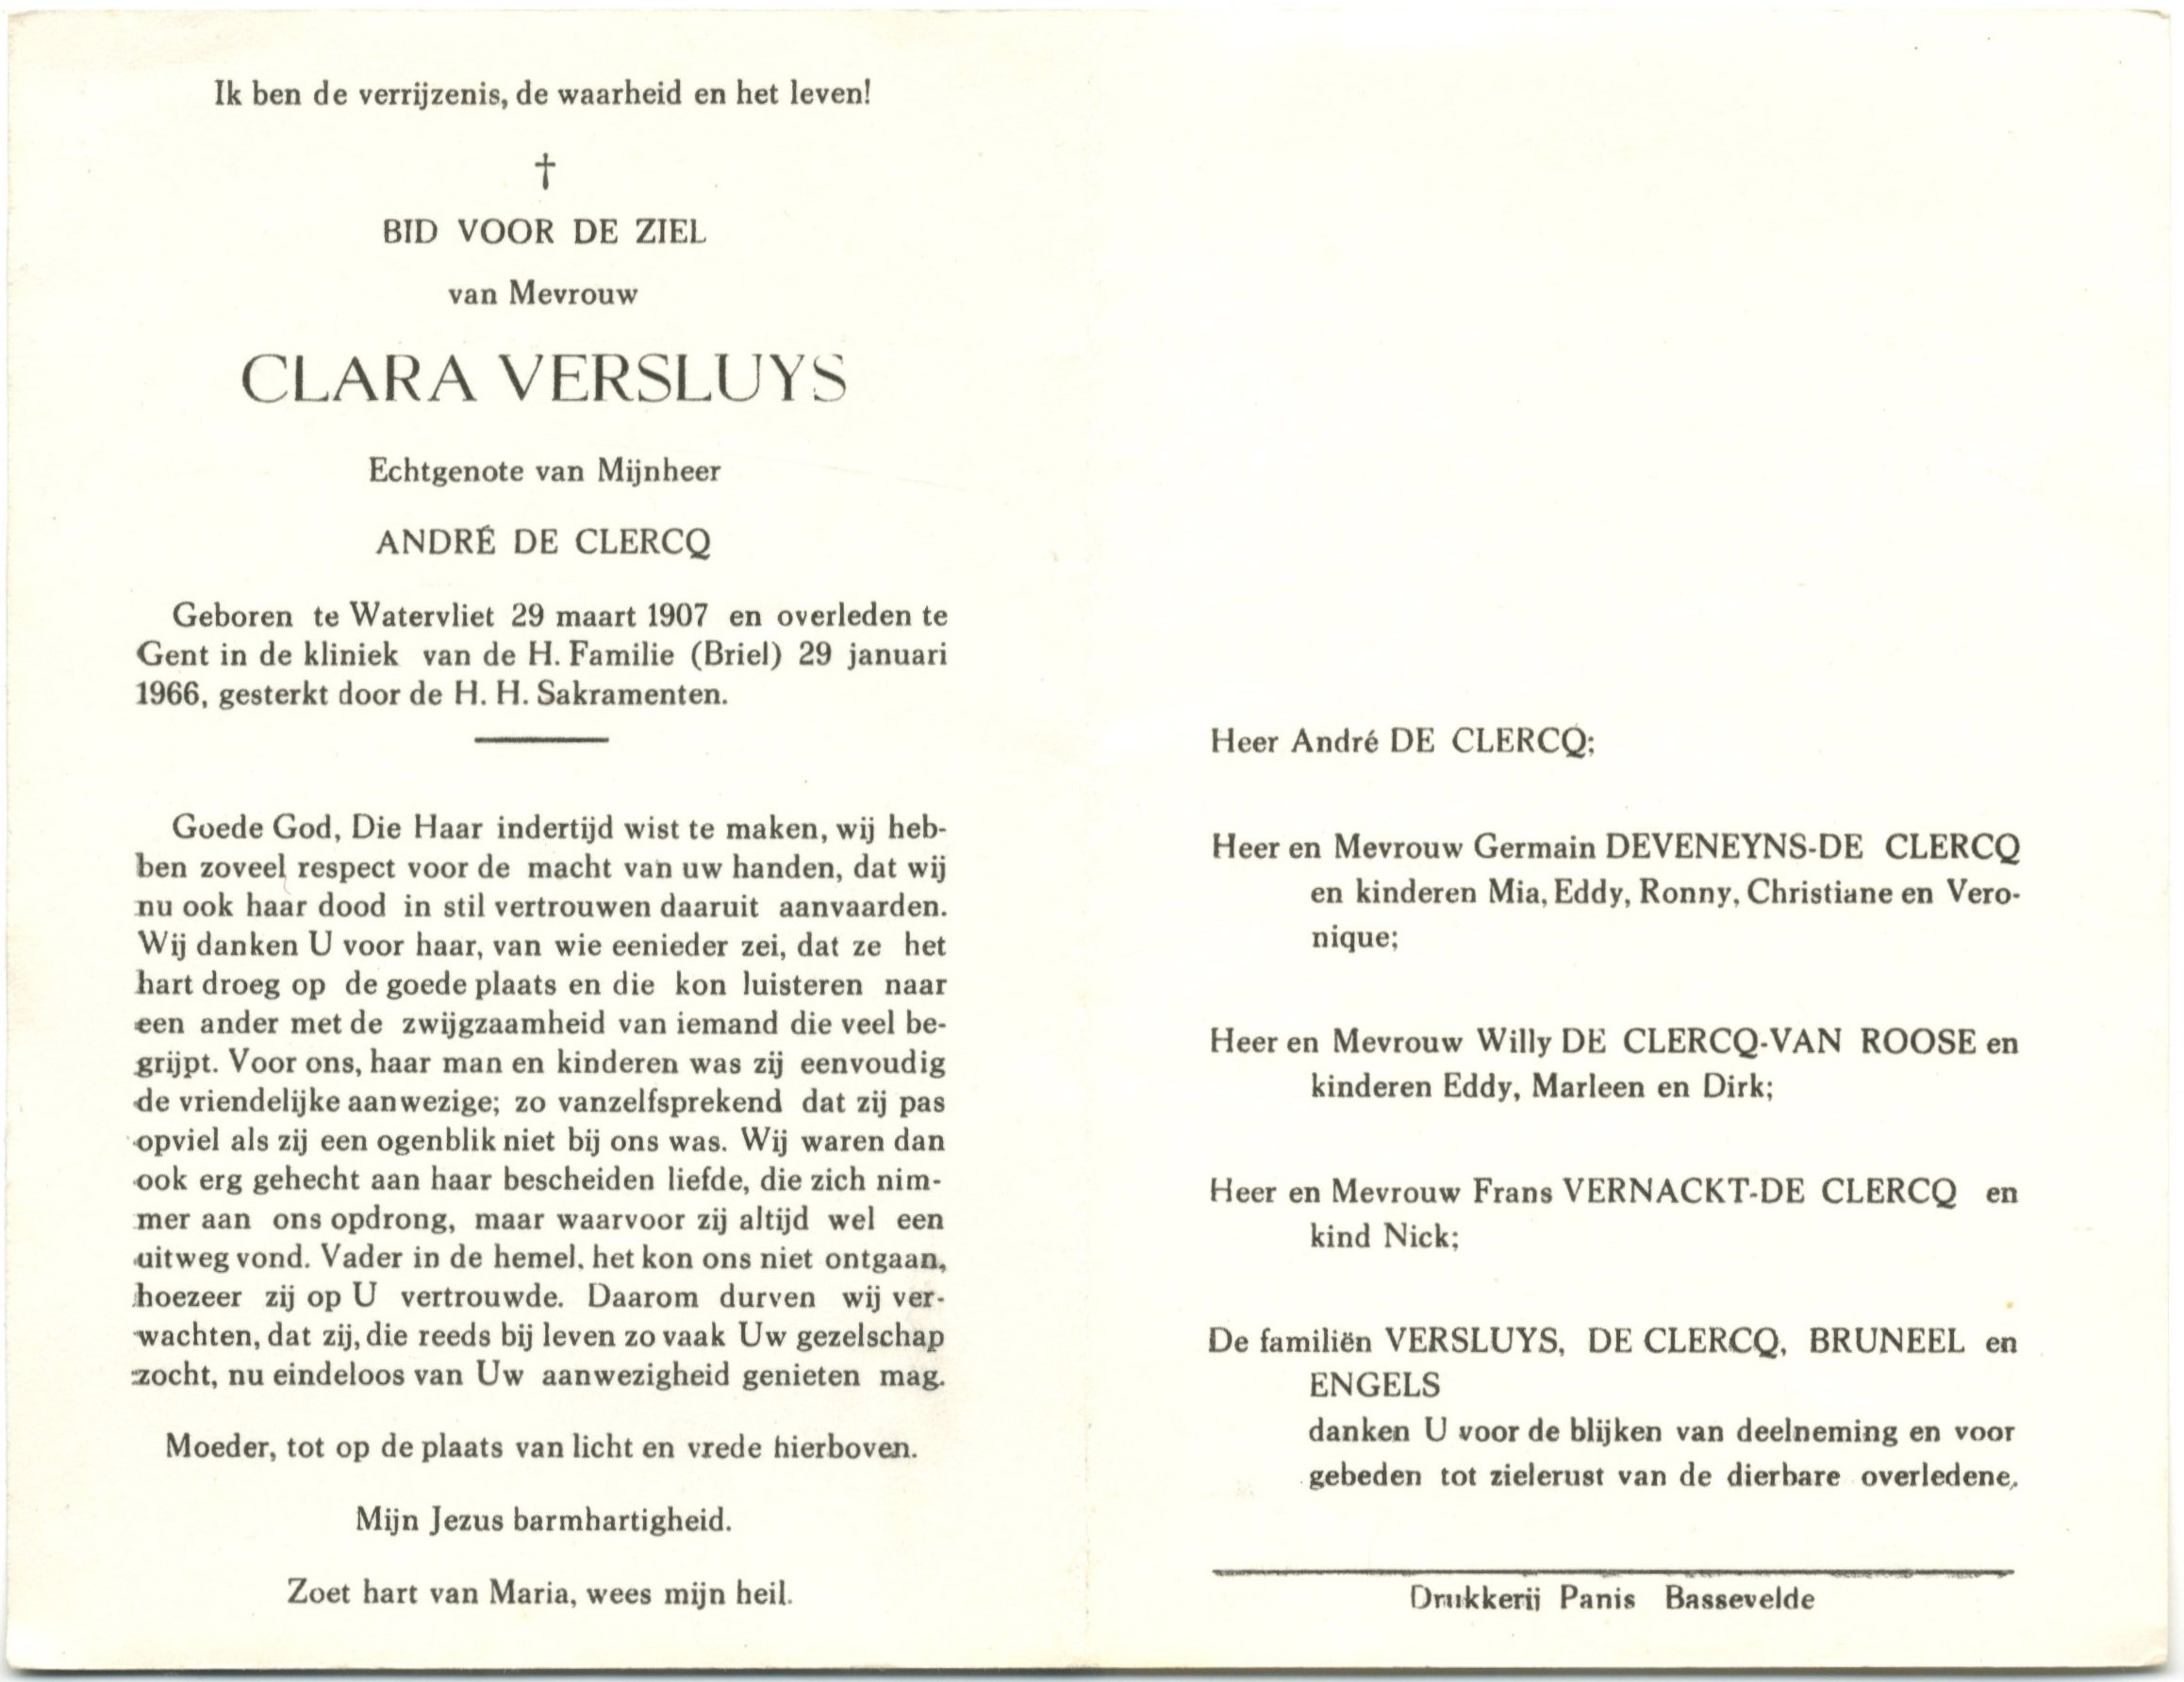 Ik ben de verrijzenis, de waarheid en het leven!
†
BID VOOR DE ZIEL
van Mevrouw
CLARA VERSLUYS
Echtgenote van Mijnheer
ANDRÉ DE CLERCQ
Geboren te Watervliet 29 maart 1907 en overleden te
Gent in de kliniek van de H. Familie (Briel) 29 januari
1966, gesterkt door de H. H. Sakramenten.
Goede God, Die Haar indertijd wist te maken, wij heb-
ben zoveel respect voor de macht van uw handen, dat wij
nu ook haar dood in stil vertrouwen daaruit aanvaarden.
Wij danken U voor haar, van wie eenieder zei, dat ze het
hart droeg op de goede plaats en die kon luisteren naar
een ander met de zwijgzaamheid van iemand die veel be-
grijpt. Voor ons, haar man en kinderen was zij eenvoudig
de vriendelijke aanwezige; zo vanzelfsprekend dat zij pas
opviel als zij een ogenblik niet bij ons was. Wij waren dan
ook erg gehecht aan haar bescheiden liefde, die zich nim-
mer aan ons opdrong, maar waarvoor zij altijd wel een
uitweg vond. Vader in de hemel, het kon ons niet ontgaan,
hoezeer zij op U vertrouwde. Daarom durven wij ver-
wachten, dat zij, die reeds bij leven zo vaak Uw gezelschap
zocht, nu eindeloos van Uw aanwezigheid genieten mag.
Moeder, tot op de plaats van licht en vrede hierboven.
Mijn Jezus barmhartigheid.
Zoet hart van Maria, wees mijn heil.
Heer André DE CLERCQ;
Heer en Mevrouw Germain DEVENEYNS-DE CLERCQ
en kinderen Mia, Eddy, Ronny, Christiane en Vero-
nique;
Heer en Mevrouw Willy DE CLERCQ-VAN ROOSE en
kinderen Eddy, Marleen en Dirk;
Heer en Mevrouw Frans VERNACKT-DE CLERCQ en
kind Nick;
De familiën VERSLUYS, DE CLERCQ, BRUNEEL en
ENGELS
danken U voor de blijken van deelneming en voor
gebeden tot zielerust van de dierbare overledene.
Drukkerij Panis Bassevelde